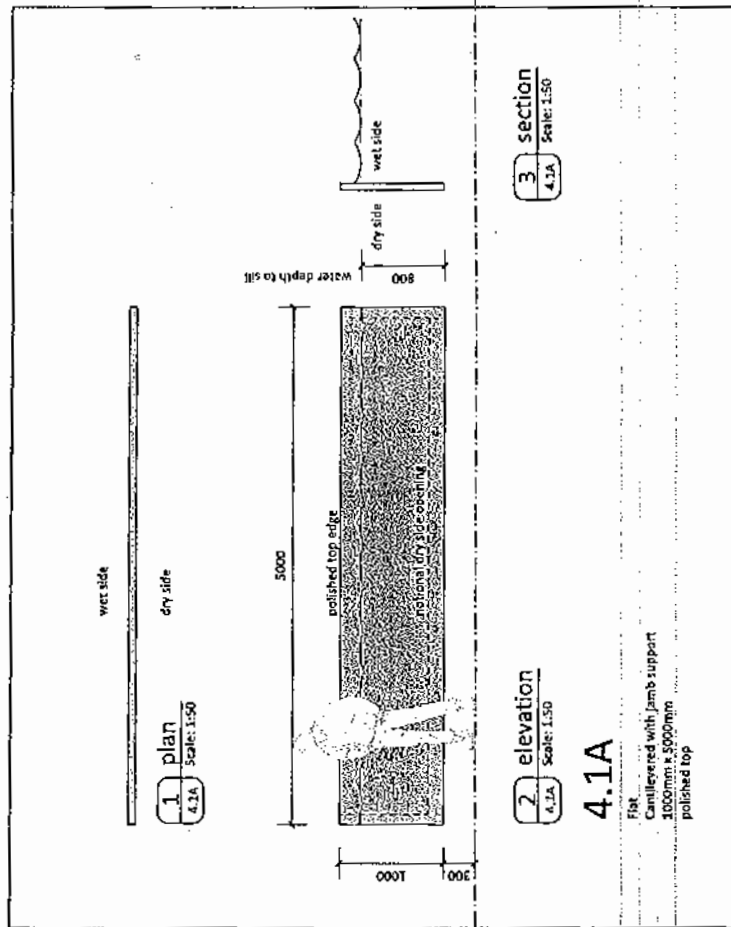 wet side
dry side
1 plan
4.1A Scale: 1:50
5000
polished top edge
notional dry side opening
1000
300
water depth to sill
800
dry side
wet side
2 elevation
4.1A Scale: 1:50
3 section
4.1A Scale: 1:50
4.1A
Flat
Cantilevered with jamb support
1000mm x 5000mm
polished top